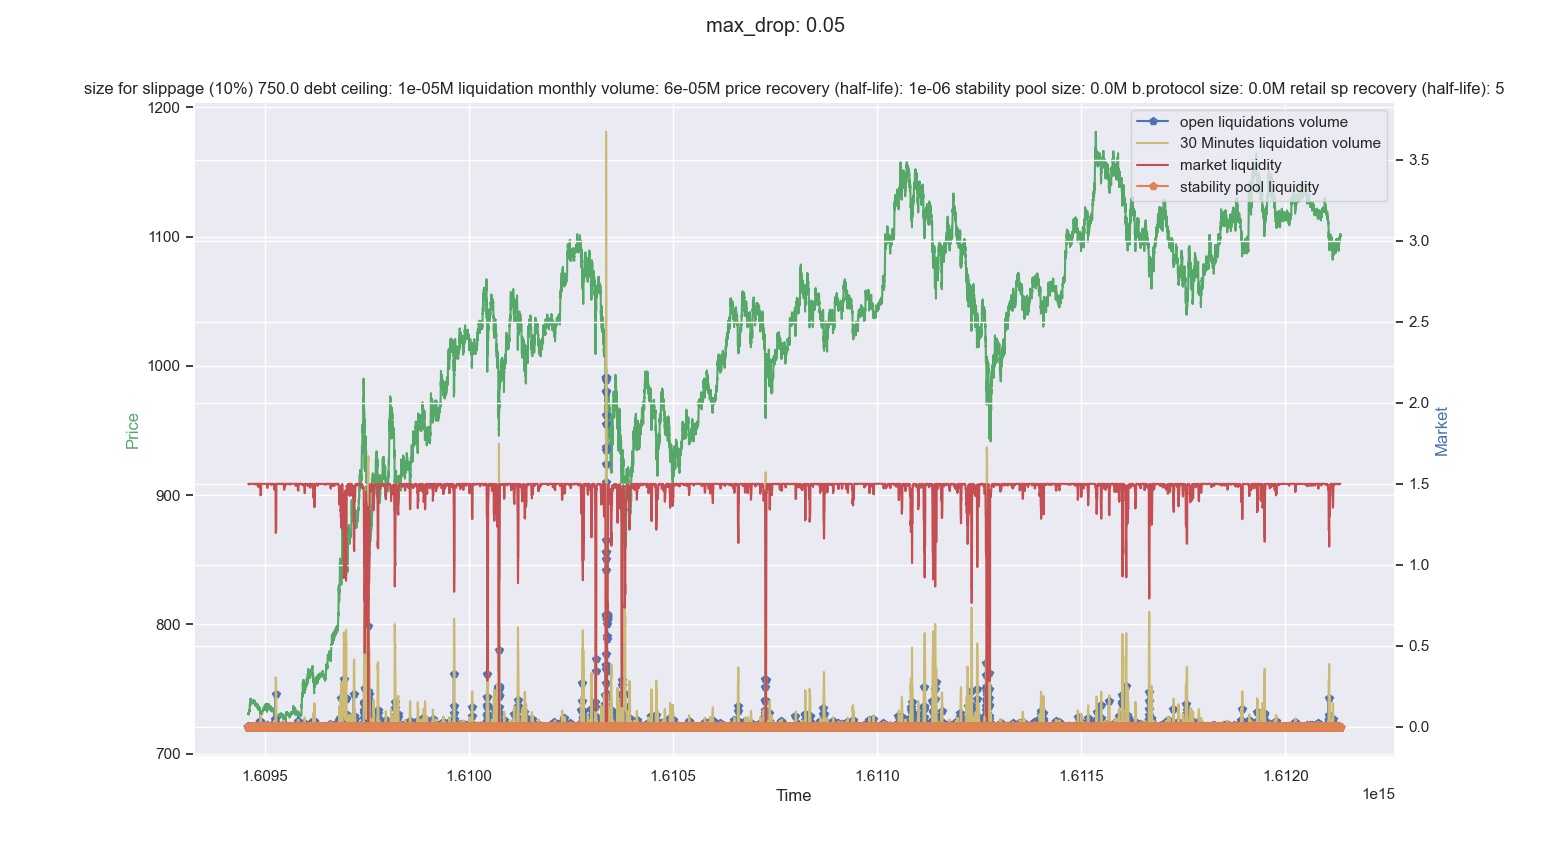 max_drop: 0.05
size for slippage (10%) 750.0 debt ceiling: 1e-05M liquidation monthly volume: 6e-05M price recovery (half-life): 1e-06 stability pool size: 0.0M b.protocol size: 0.0M retail sp recovery (half-life): 5
open liquidations volume
30 Minutes liquidation volume
market liquidity
stability pool liquidity
1200
1100
1000
900
800
700
Price
3.5
3.0
2.5
2.0
1.5
1.0
0.5
0.0
Market
1.6095 1.6100 1.6105 1.6110 1.6115 1.6120
Time
1e15